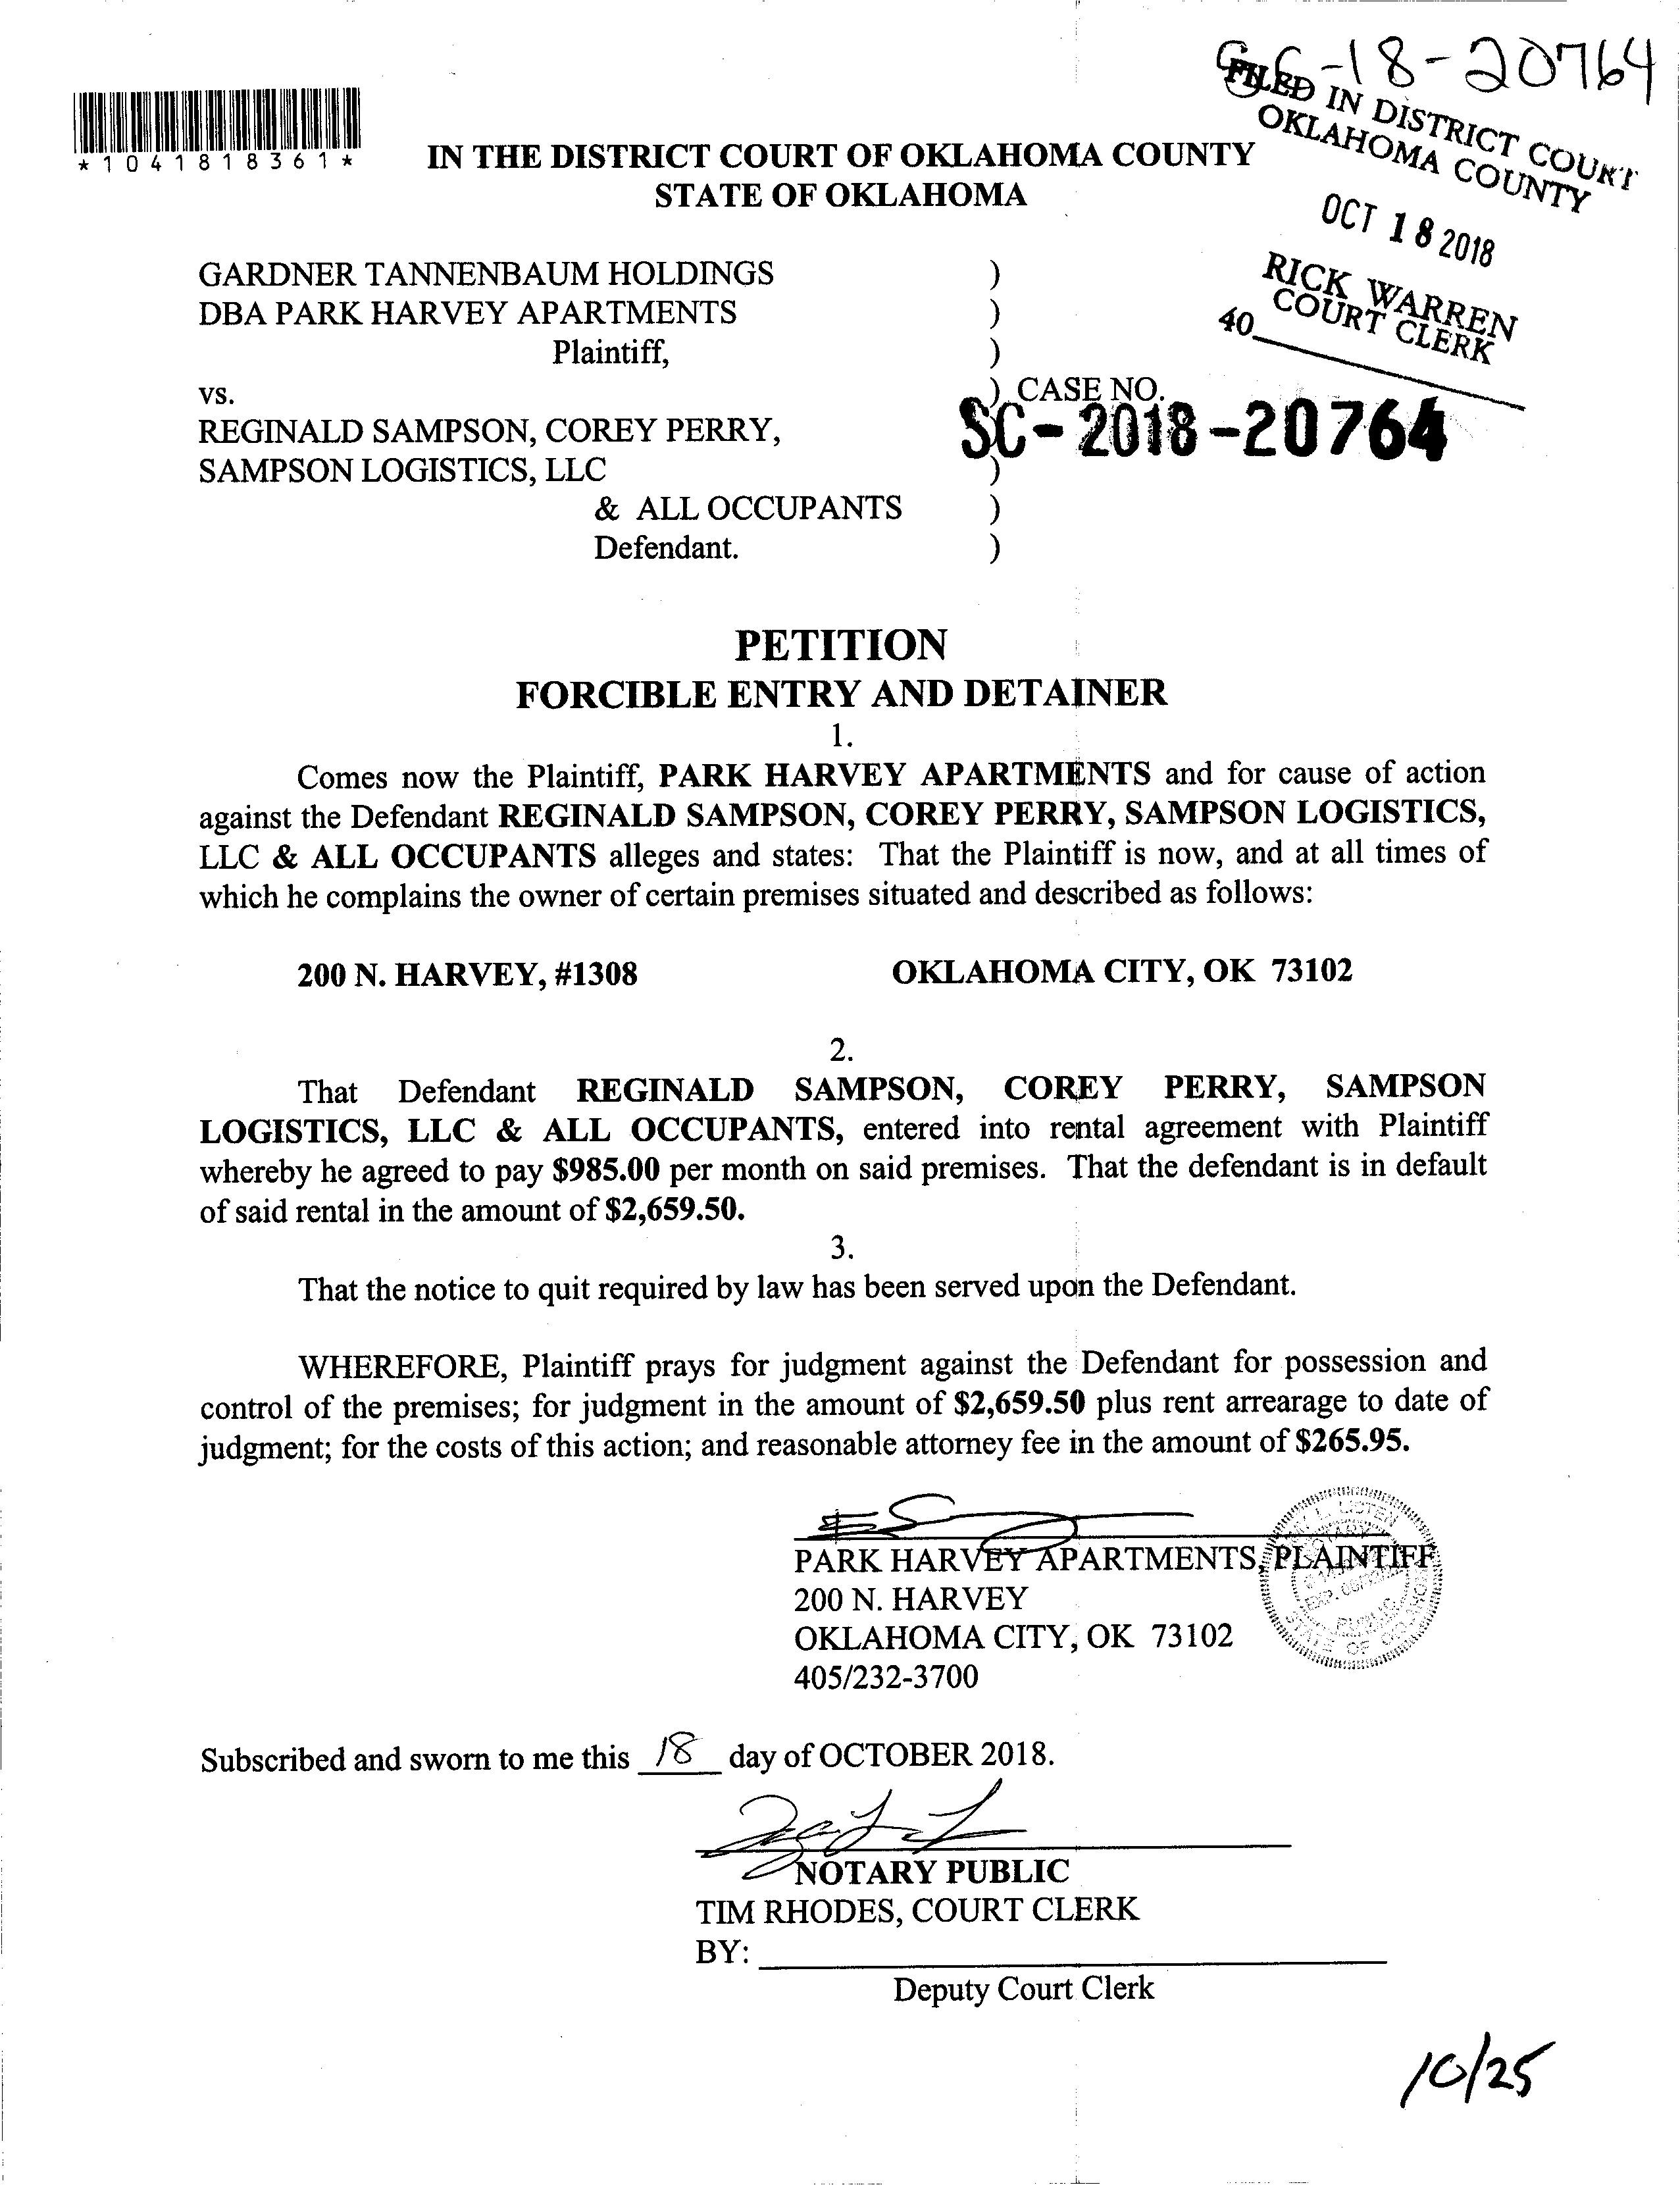 SC-18-20764
FILED IN DISTRICT COURT
OKLAHOMA COUNTY
OCT 18 2018
RICK WARREN
COURT CLERK
40
*1041818361*
IN THE DISTRICT COURT OF OKLAHOMA COUNTY
STATE OF OKLAHOMA
GARDNER TANNENBAUM HOLDINGS )
DBA PARK HARVEY APARTMENTS )
Plaintiff, )
vs. ) CASE NO.
REGINALD SAMPSON, COREY PERRY, SC-2018-20764
SAMPSON LOGISTICS, LLC )
& ALL OCCUPANTS )
Defendant. )
PETITION
FORCIBLE ENTRY AND DETAINER
1.
Comes now the Plaintiff, PARK HARVEY APARTMENTS and for cause of action
against the Defendant REGINALD SAMPSON, COREY PERRY, SAMPSON LOGISTICS,
LLC & ALL OCCUPANTS alleges and states: That the Plaintiff is now, and at all times of
which he complains the owner of certain premises situated and described as follows:
200 N. HARVEY, #1308 OKLAHOMA CITY, OK 73102
2.
That Defendant REGINALD SAMPSON, COREY PERRY, SAMPSON
LOGISTICS, LLC & ALL OCCUPANTS, entered into rental agreement with Plaintiff
whereby he agreed to pay $985.00 per month on said premises. That the defendant is in default
of said rental in the amount of $2,659.50.
3.
That the notice to quit required by law has been served upon the Defendant.
WHEREFORE, Plaintiff prays for judgment against the Defendant for possession and
control of the premises; for judgment in the amount of $2,659.50 plus rent arrearage to date of
judgment; for the costs of this action; and reasonable attorney fee in the amount of $265.95.
PARK HARVEY APARTMENTS, PLAINTIFF
200 N. HARVEY
OKLAHOMA CITY, OK 73102
405/232-3700
L. LISTEN
NOTARY
EXP.
PUBLIC
STATE OF OKLAHOMA
Subscribed and sworn to me this 18 day of OCTOBER 2018.
NOTARY PUBLIC
TIM RHODES, COURT CLERK
BY:
Deputy Court Clerk
10/25